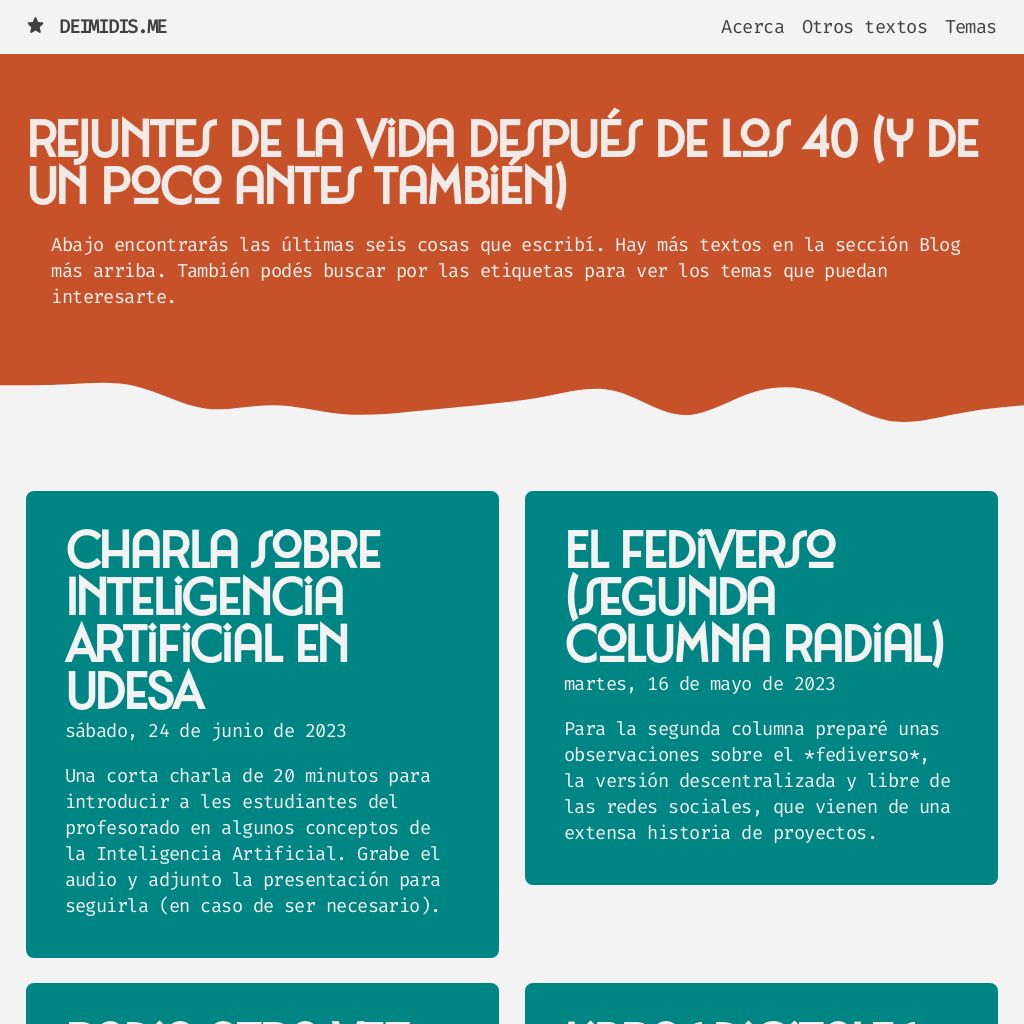 DEIMIDIS.ME
Acerca Otros textos Temas
REJUNTES DE LA VIDA DESPUÉS DE LOS 40 (Y DE
UN POCO ANTES TAMBIÉN)
Abajo encontrarás las últimas seis cosas que escribí. Hay más textos en la sección Blog
más arriba. También podés buscar por las etiquetas para ver los temas que puedan
interesarte.
CHARLA SOBRE
INTELIGENCIA
ARTIFICIAL EN
UDESA
sábado, 24 de junio de 2023
Una corta charla de 20 minutos para
introducir a les estudiantes del
profesorado en algunos conceptos de
la Inteligencia Artificial. Grabe el
audio y adjunto la presentación para
seguirla (en caso de ser necesario).
EL FEDIVERSO
(SEGUNDA
COLUMNA RADIAL)
martes, 16 de mayo de 2023
Para la segunda columna preparé unas
observaciones sobre el *fediverso*,
la versión descentralizada y libre de
las redes sociales, que vienen de una
extensa historia de proyectos.